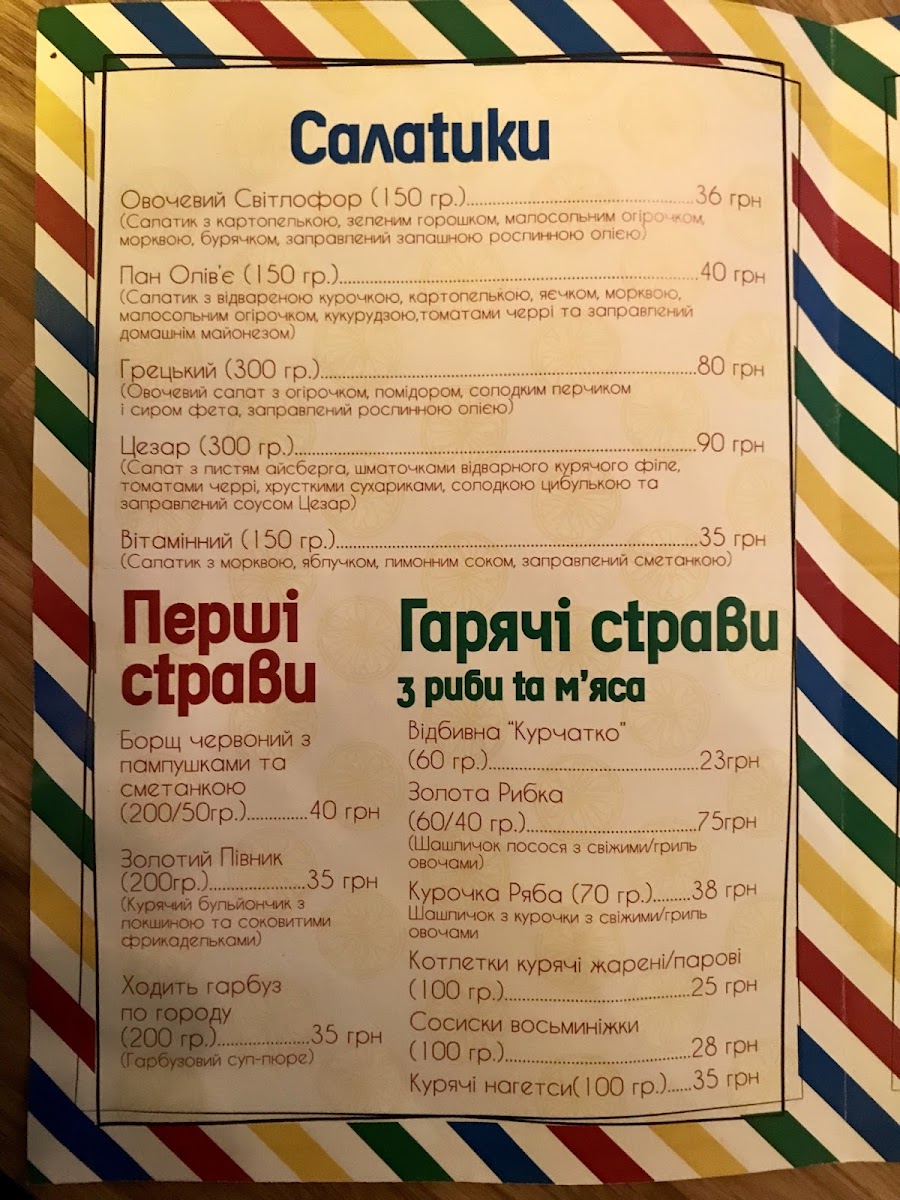 Салатики
Овочевий Світлофор (150 гр.)..............................36 грн
(Салатик з картопелькою, зеленим горошком, малосольним огірочком,
морквою, бурячком, заправлений запашною рослинною олією)
Пан Олів'є (150 гр.)..................................................40 грн
(Салатик з відвареною курочкою, картопелькою, яєчком, морквою,
малосольним огірочком, кукурудзою,томатами черрі та заправлений
домашнім майонезом)
Грецький (300 гр.)....................................................80 грн
(Овочевий салат з огірочком, помідором, солодким перчиком
і сиром фета, заправлений рослинною олією)
Цезар (300 гр.).........................................................90 грн
(Салат з листям айсберга, шматочками відварного курячого філе,
томатами черрі, хрусткими сухариками, солодкою цибулькою та
заправлений соусом Цезар)
Вітамінний (150 гр.)..................................................35 грн
(Салатик з морквою, яблучком, лимонним соком, заправлений сметанкою)
Перші
страви
Борщ червоний з
пампушками та
сметанкою
(200/50гр.).............40 грн
Золотий Півник
(200гр.).....................35 грн
(Курячий бульйончик з
локшиною та соковитими
фрикадельками)
Ходить гарбуз
по городу
(200 гр.)....................35 грн
(Гарбузовий суп-пюре)
Гарячі страви
з риби та м'яса
Відбивна "Курчатко"
(60 гр.).............................................23грн
Золота Рибка
(60/40 гр.).....................................75грн
(Шашличок лосося з свіжими/гриль
овочами)
Курочка Ряба (70 гр.)........38 грн
Шашличок з курочки з свіжими/гриль
овочами
Котлетки курячі жарені/парові
(100 гр.)........................................25 грн
Сосиски восьминіжки
(100 гр.)........................................28 грн
Курячі нагетси(100 гр.)......35 грн